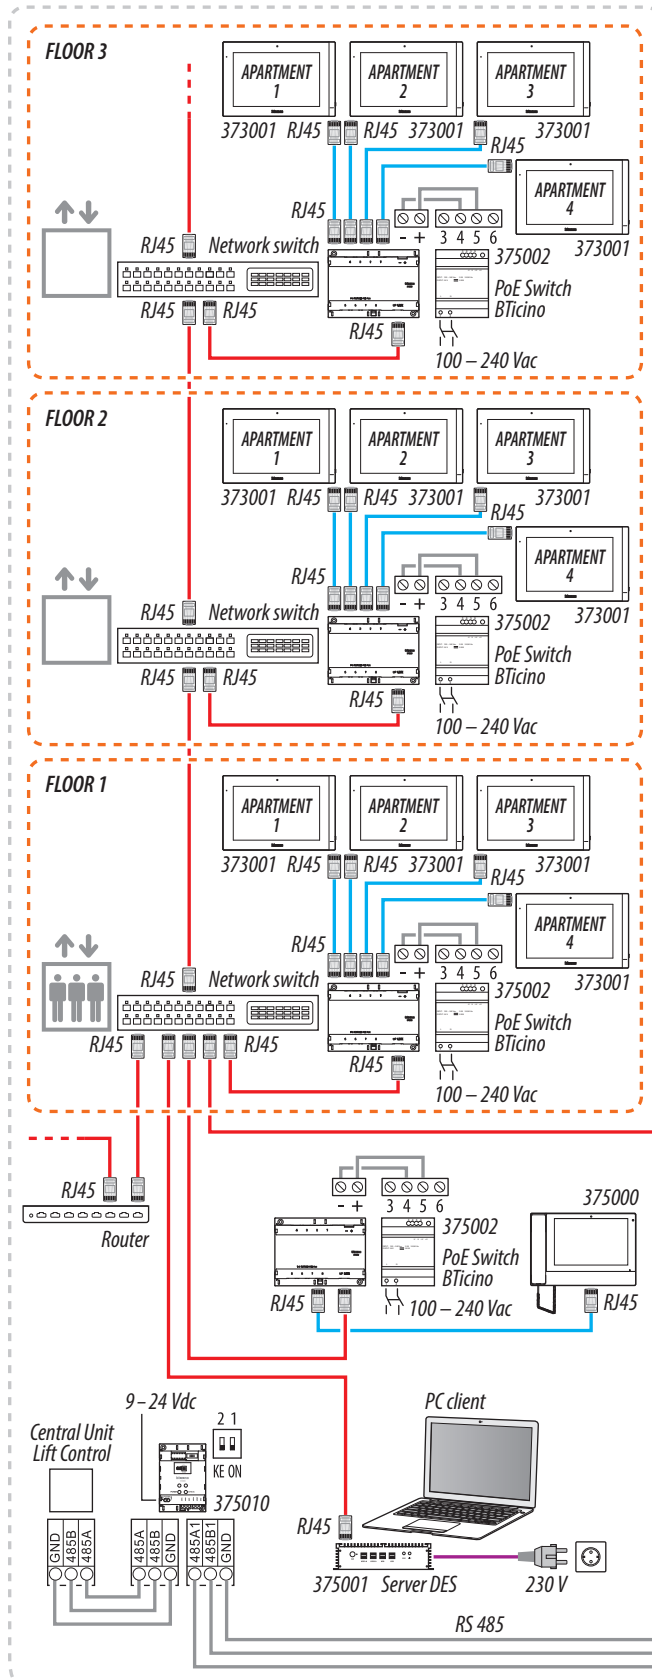 FLOOR 3
APARTMENT
1
APARTMENT
2
APARTMENT
3
373001 RJ45 RJ45 373001 373001
RJ45
APARTMENT
4
373001
RJ45
- + 3 4 5 6
RJ45 Network switch
375002
PoE Switch
BTicino
RJ45 RJ45 RJ45
100 – 240 Vac
FLOOR 2
APARTMENT
1
APARTMENT
2
APARTMENT
3
373001 RJ45 RJ45 373001 373001
RJ45
APARTMENT
4
373001
RJ45
- + 3 4 5 6
RJ45 Network switch
375002
PoE Switch
BTicino
RJ45 RJ45 RJ45
100 – 240 Vac
FLOOR 1
APARTMENT
1
APARTMENT
2
APARTMENT
3
373001 RJ45 RJ45 373001 373001
RJ45
APARTMENT
4
373001
RJ45
- + 3 4 5 6
RJ45 Network switch
375002
PoE Switch
BTicino
RJ45 RJ45 RJ45
100 – 240 Vac
RJ45
Router
- + 3 4 5 6
375002
PoE Switch
BTicino
375000
RJ45 100 – 240 Vac RJ45
9 – 24 Vdc
Central Unit
Lift Control
2 1
KE ON
375010
PC client
GND 485B 485A
485A 485B GND
485A1 485B1 GND
RJ45
375001 Server DES 230 V
RS 485